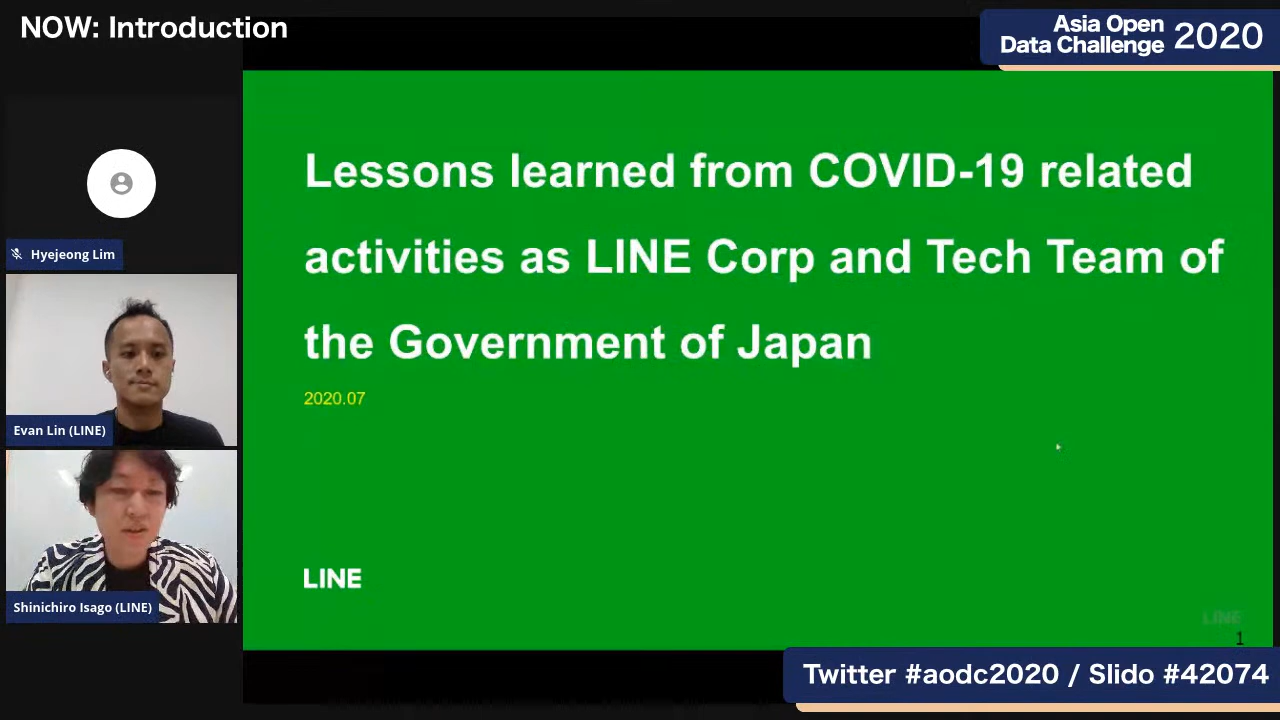 NOW: Introduction
Asia Open
Data Challenge
2020
Lessons learned from COVID-19 related
activities as LINE Corp and Tech Team of
the Government of Japan
2020.07
LINE
LINE
1
Hyejeong Lim
Evan Lin (LINE)
Shinichiro Isago (LINE)
Twitter #aodc2020 / Slido #42074